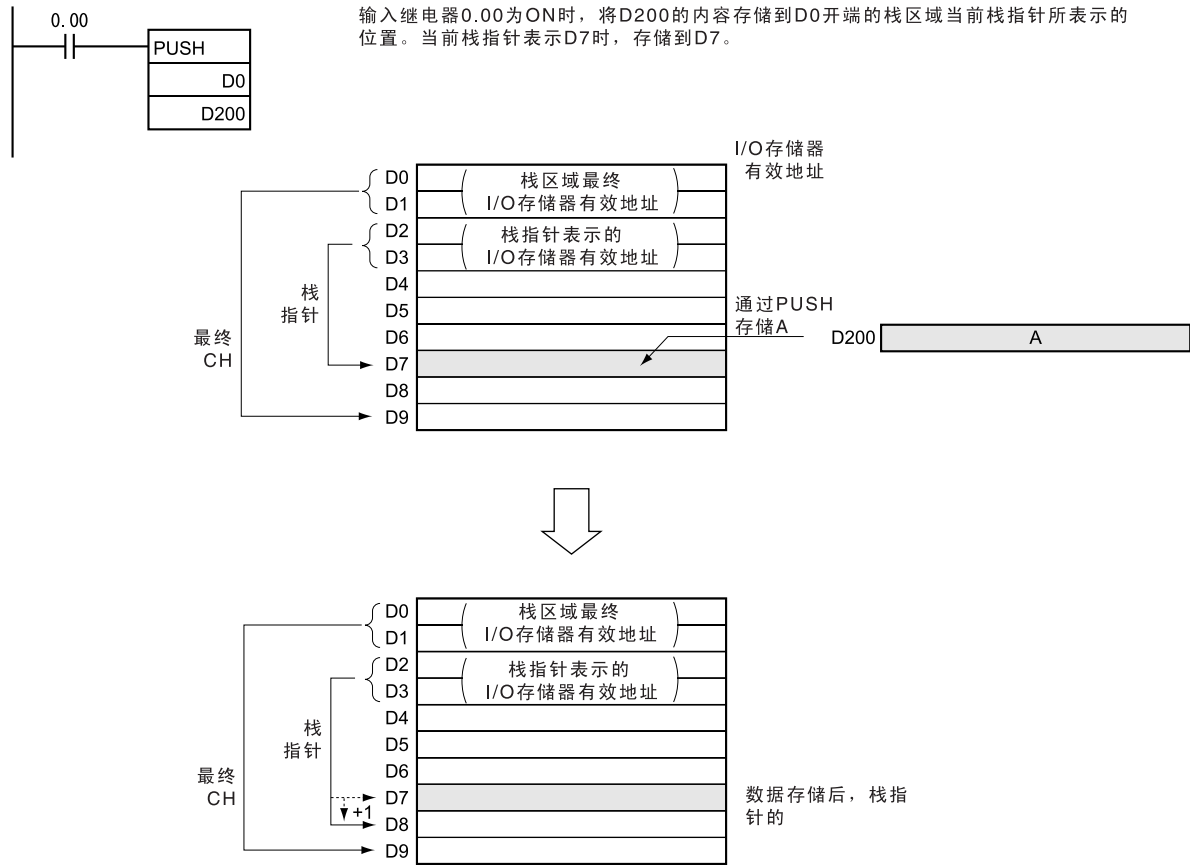 0.00
输入继电器0.00为ON时，将D200的内容存储到D0开端的栈区域当前栈指针所表示的
位置。当前栈指针表示D7时，存储到D7。
PUSH
D0
D200
I/O存储器
有效地址
D0
D1
D2
D3
D4
D5
D6
D7
D8
D9
栈区域最终
I/O存储器有效地址
栈指针表示的
I/O存储器有效地址
栈
指针
最终
CH
通过PUSH
存储A
D200
A
D0
D1
D2
D3
D4
D5
D6
D7
D8
D9
栈区域最终
I/O存储器有效地址
栈指针表示的
I/O存储器有效地址
栈
指针
最终
CH
+1
数据存储后，栈指
针的